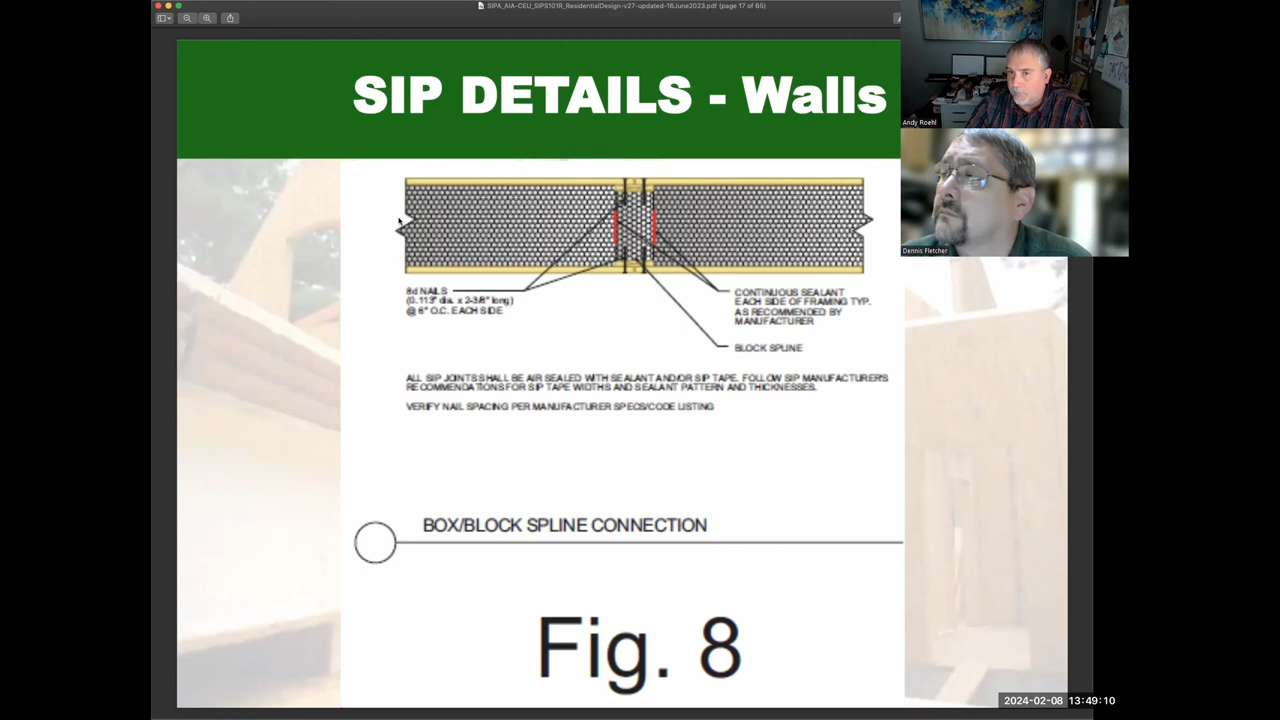 SIPA_AIA-CEU_SIPS101R_ResidentialDesign-v27-updated-16June2023.pdf (page 17 of 65)
SIP DETAILS - Walls
Andy Roehl
Dennis Fletcher
8d NAILS
(0.113" dia. x 2-3/8" long)
@ 6" O.C. EACH SIDE
CONTINUOUS SEALANT
EACH SIDE OF FRAMING TYP.
AS RECOMMENDED BY
MANUFACTURER
BLOCK SPLINE
ALL SIP JOINTS SHALL BE AIR SEALED WITH SEALANT AND/OR SIP TAPE. FOLLOW SIP MANUFACTURER'S
RECOMMENDATIONS FOR SIP TAPE WIDTHS AND SEALANT PATTERN AND THICKNESSES.
VERIFY NAIL SPACING PER MANUFACTURER SPECS/CODE LISTING
BOX/BLOCK SPLINE CONNECTION
Fig. 8
2024-02-08 13:49:10